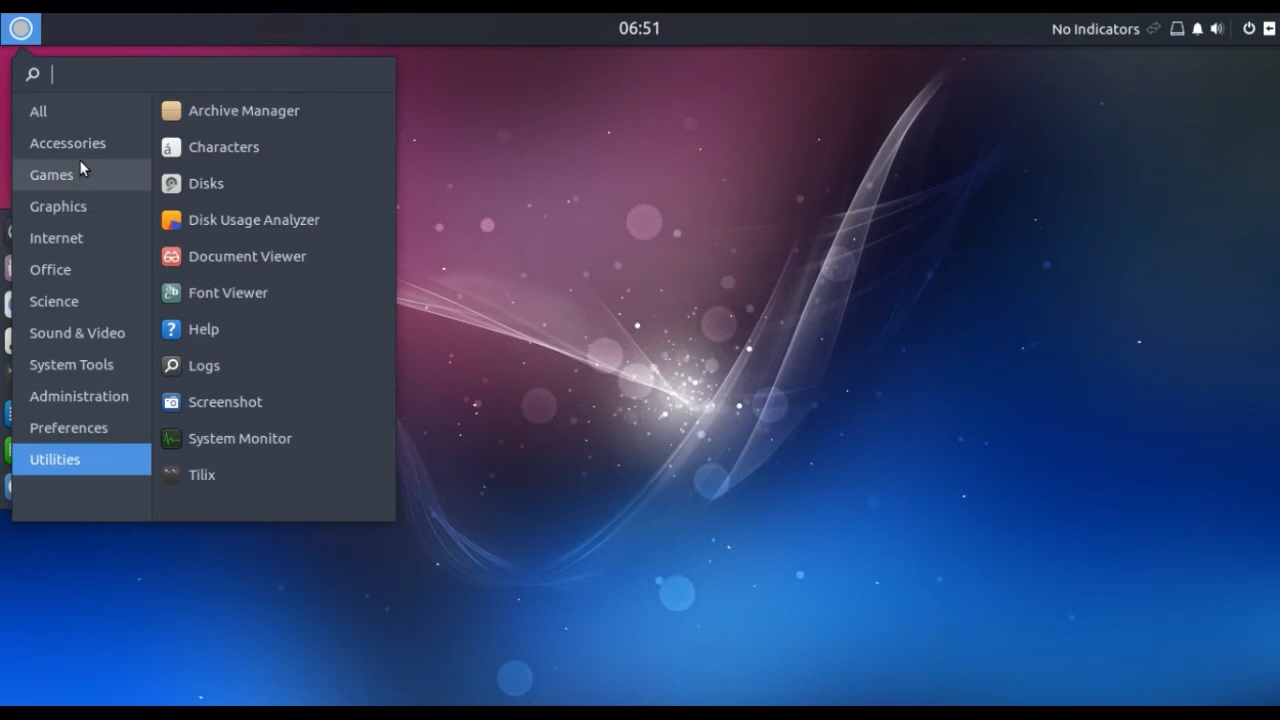 06:51
No Indicators
All
Accessories
Games
Graphics
Internet
Office
Science
Sound & Video
System Tools
Administration
Preferences
Utilities
Archive Manager
Characters
Disks
Disk Usage Analyzer
Document Viewer
Font Viewer
Help
Logs
Screenshot
System Monitor
Tilix